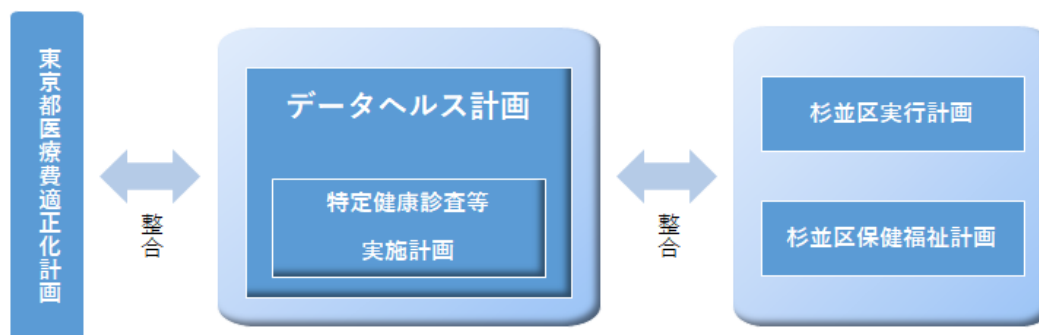 東京都医療費適正化計画
整合
データヘルス計画
特定健康診査等
実施計画
整合
杉並区実行計画
杉並区保健福祉計画